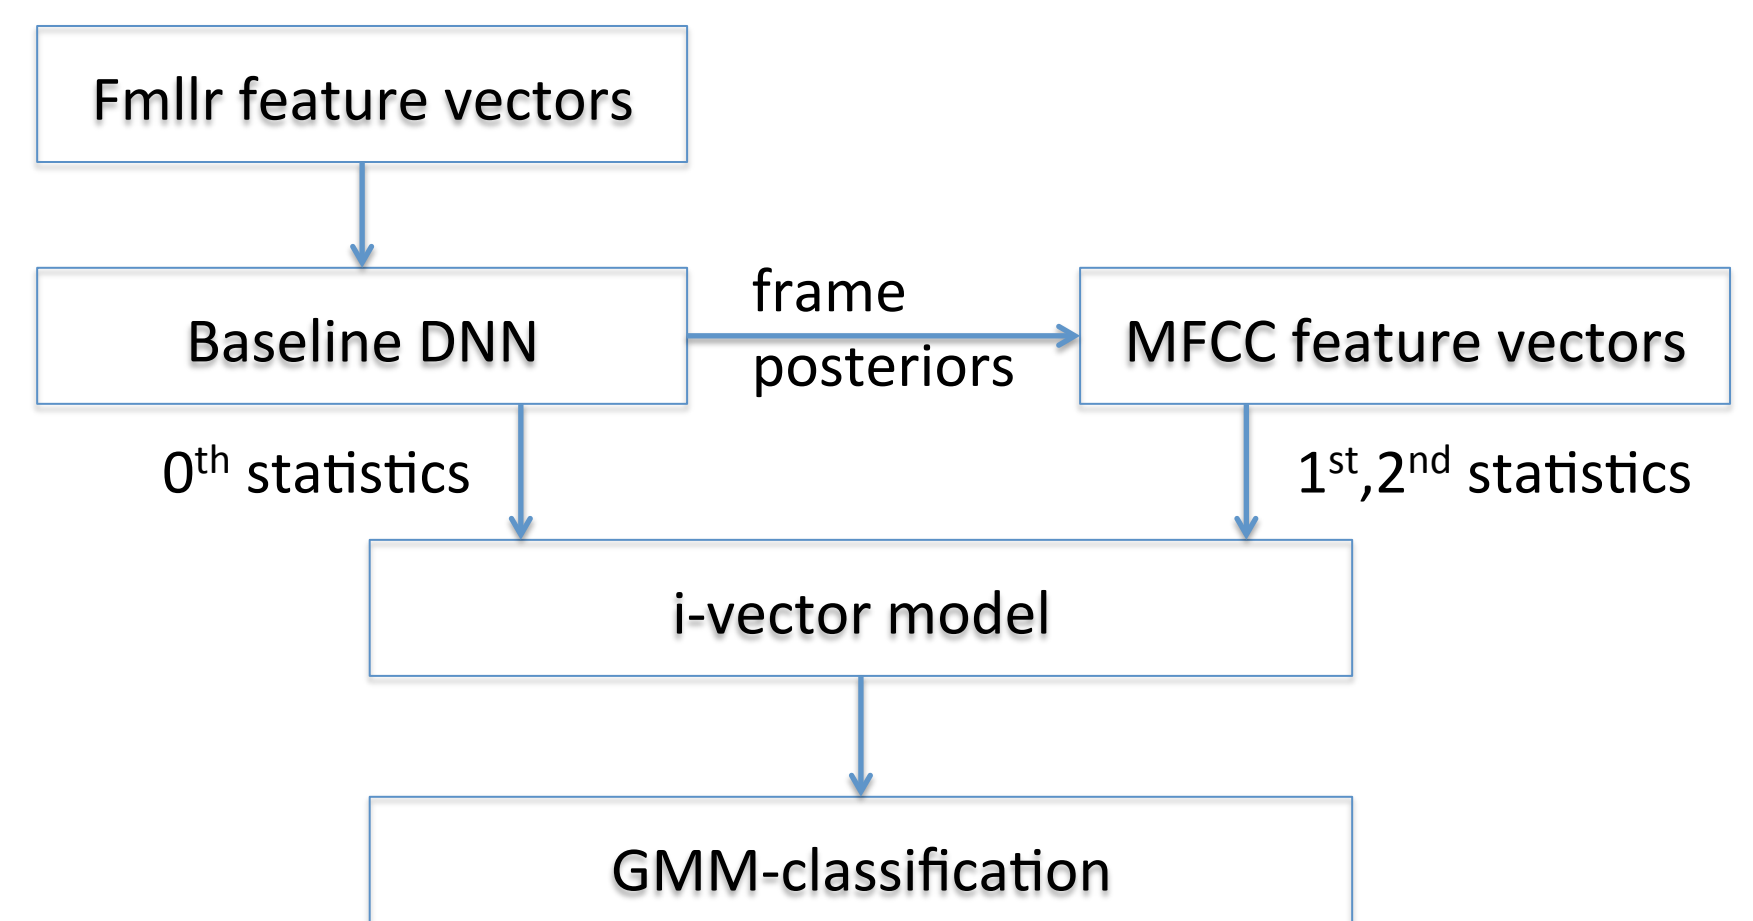 Fmllr feature vectors
frame
Baseline DNN
posteriors
MFCC feature vectors
0th statistics
1st,2nd statistics
i-vector model
GMM-classification